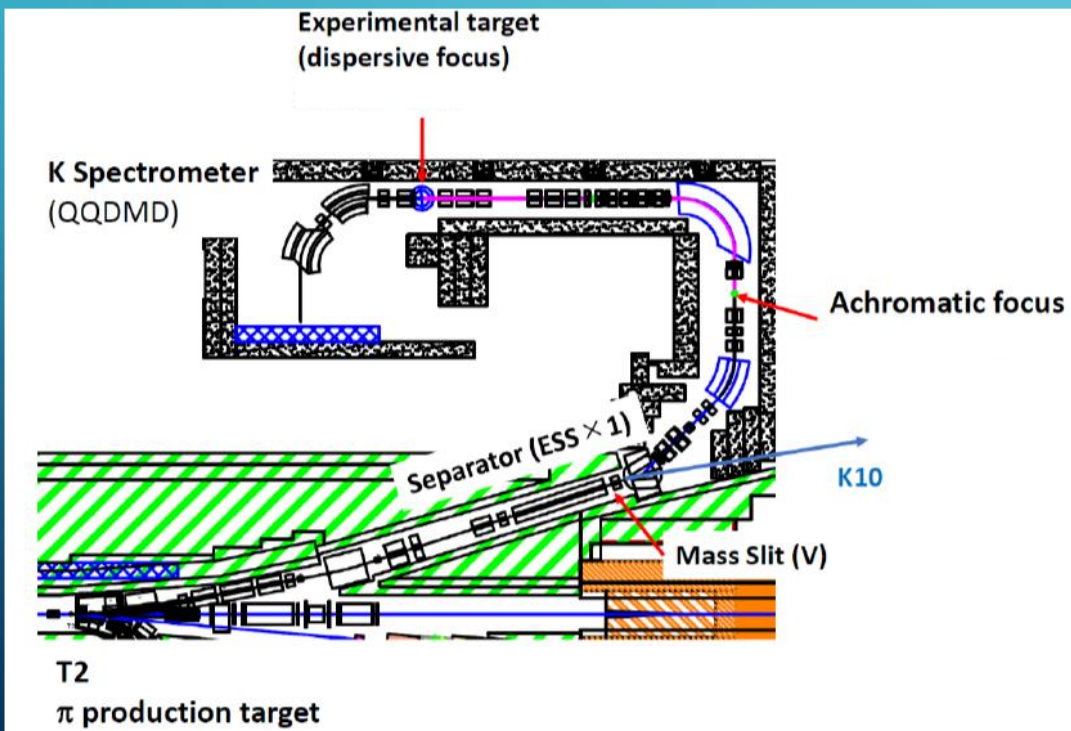 Experimental target
(dispersive focus)
K Spectrometer
(QQDMD)
Achromatic focus
Separator (ESS × 1)
K10
Mass Slit (V)
T2
π production target